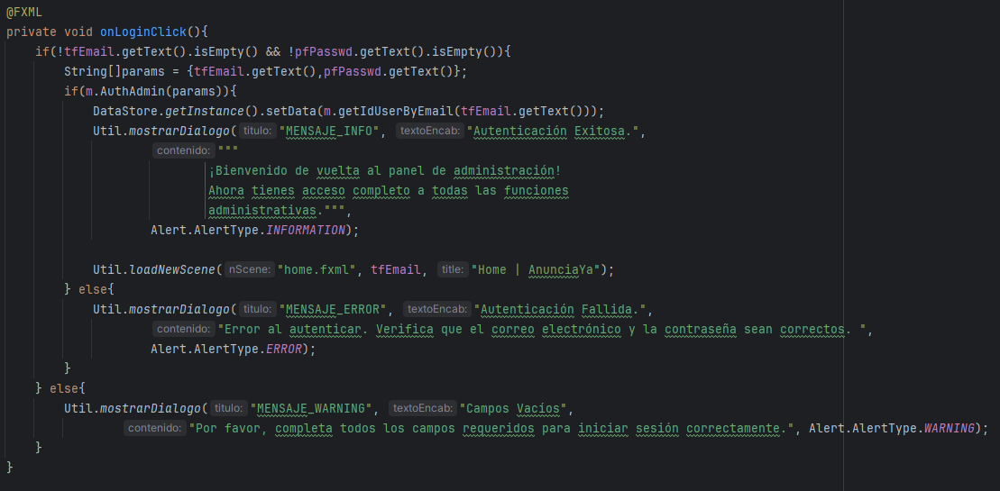 @FXML
private void onLoginClick(){
if(!tfEmail.getText().isEmpty() && !pfPasswd.getText().isEmpty()){
String[]params = {tfEmail.getText(),pfPasswd.getText()};
if(m.AuthAdmin(params)){
DataStore.getInstance().setData(m.getIdUserByEmail(tfEmail.getText()));
Util.mostrarDialogo( titulo: "MENSAJE_INFO", textoEncab: "Autenticación Exitosa.",
contenido: """
¡Bienvenido de vuelta al panel de administración!
Ahora tienes acceso completo a todas las funciones
administrativas.""",
Alert.AlertType.INFORMATION);
Util.loadNewScene( nScene: "home.fxml", tfEmail, title: "Home | AnunciaYa");
} else{
Util.mostrarDialogo( titulo: "MENSAJE_ERROR", textoEncab: "Autenticación Fallida.",
contenido: "Error al autenticar. Verifica que el correo electrónico y la contraseña sean correctos. ",
Alert.AlertType.ERROR);
}
} else{
Util.mostrarDialogo( titulo: "MENSAJE_WARNING", textoEncab: "Campos Vacíos",
contenido: "Por favor, completa todos los campos requeridos para iniciar sesión correctamente.", Alert.AlertType.WARNING);
}
}